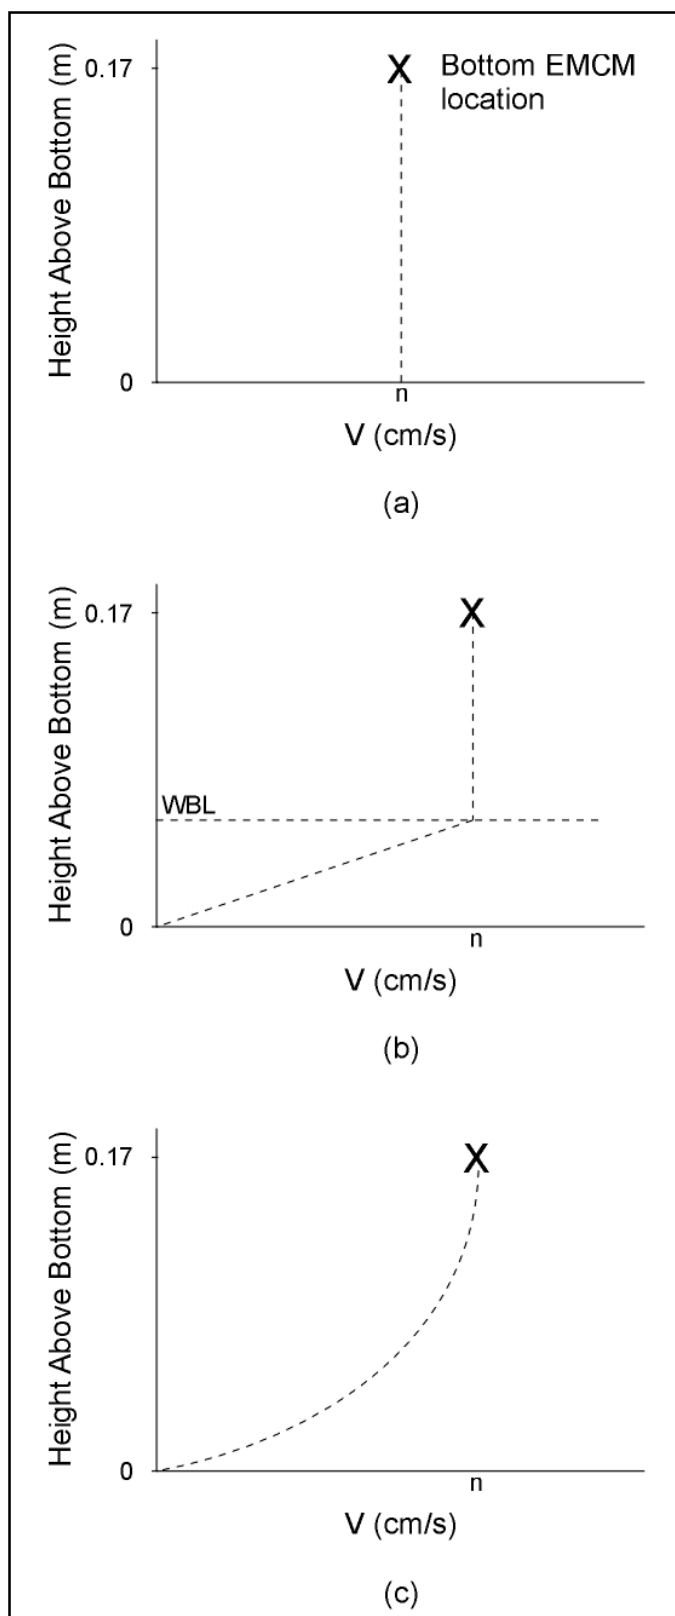 Height Above Bottom (m)
0.17
X Bottom EMCM
location
0
n
V (cm/s)
(a)
Height Above Bottom (m)
0.17
X
WBL
0
n
V (cm/s)
(b)
Height Above Bottom (m)
0.17
X
0
n
V (cm/s)
(c)